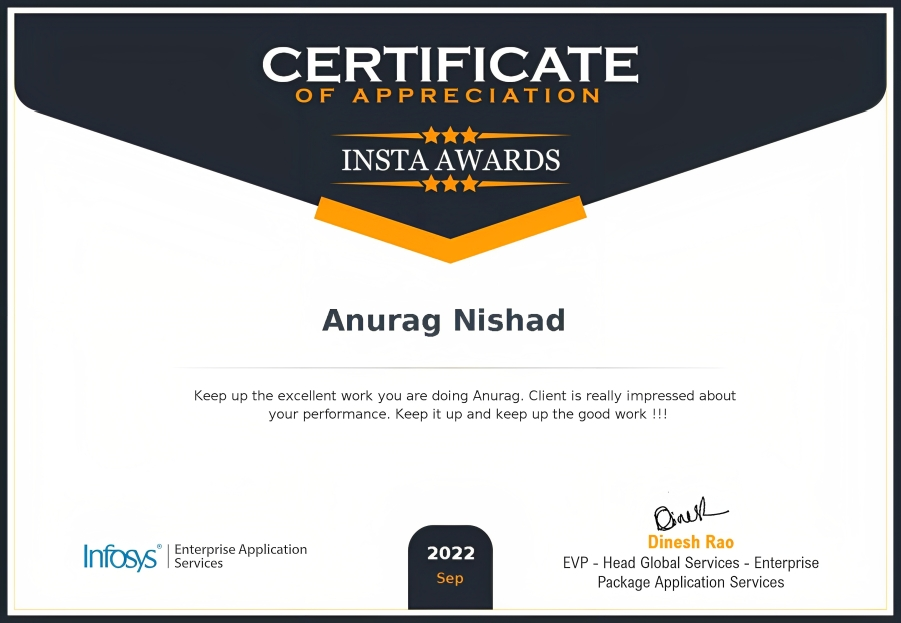 CERTIFICATE
OF APPRECIATION
INSTA AWARDS
Anurag Nishad
Keep up the excellent work you are doing Anurag. Client is really impressed about
your performance. Keep it up and keep up the good work !!!
Infosys® | Enterprise Application
Services
2022
Sep
Dinesh
Dinesh Rao
EVP - Head Global Services - Enterprise
Package Application Services